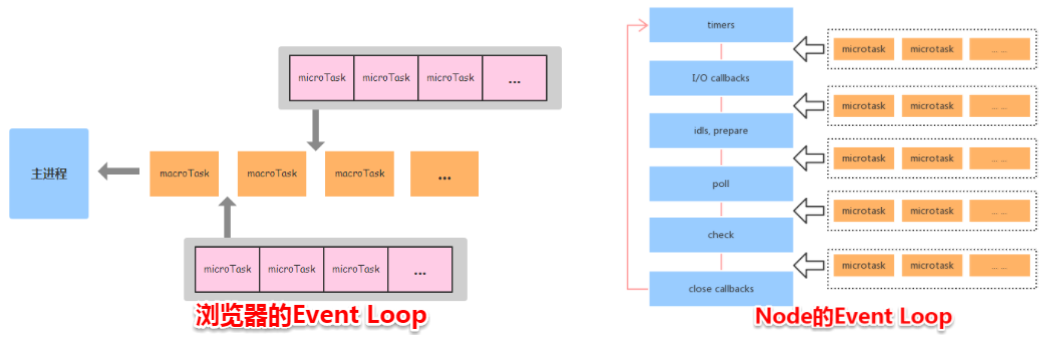 microTask microTask microTask ...
主进程 macroTask macroTask macroTask ...
microTask microTask microTask ...
浏览器的Event Loop
timers
microtask microtask ... ...
I/O callbacks
microtask microtask ... ...
idls, prepare
microtask microtask ... ...
poll
microtask microtask ... ...
check
microtask microtask ... ...
close callbacks
Node的Event Loop